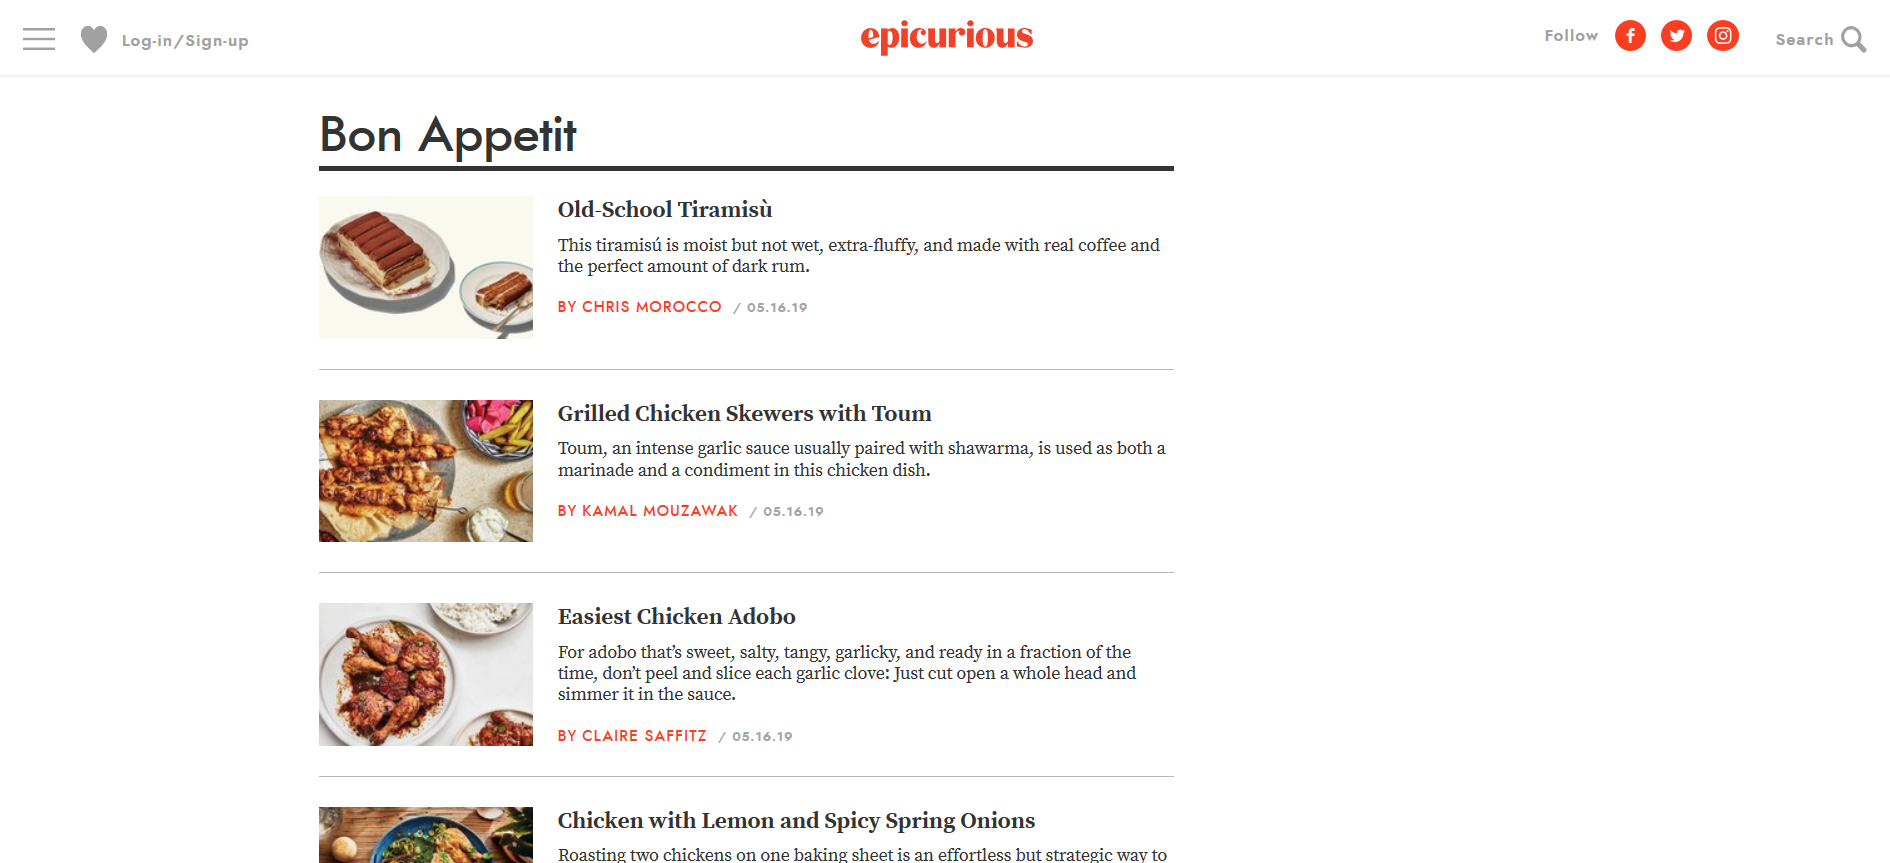 Log-in/Sign-up
epicurious
Follow
Search
Bon Appetit
Old-School Tiramisù
This tiramisú is moist but not wet, extra-fluffy, and made with real coffee and
the perfect amount of dark rum.
BY CHRIS MOROCCO / 05.16.19
Grilled Chicken Skewers with Toum
Toum, an intense garlic sauce usually paired with shawarma, is used as both a
marinade and a condiment in this chicken dish.
BY KAMAL MOUZAWAK / 05.16.19
Easiest Chicken Adobo
For adobo that’s sweet, salty, tangy, garlicky, and ready in a fraction of the
time, don’t peel and slice each garlic clove: Just cut open a whole head and
simmer it in the sauce.
BY CLAIRE SAFFITZ / 05.16.19
Chicken with Lemon and Spicy Spring Onions
Roasting two chickens on one baking sheet is an effortless but strategic way to